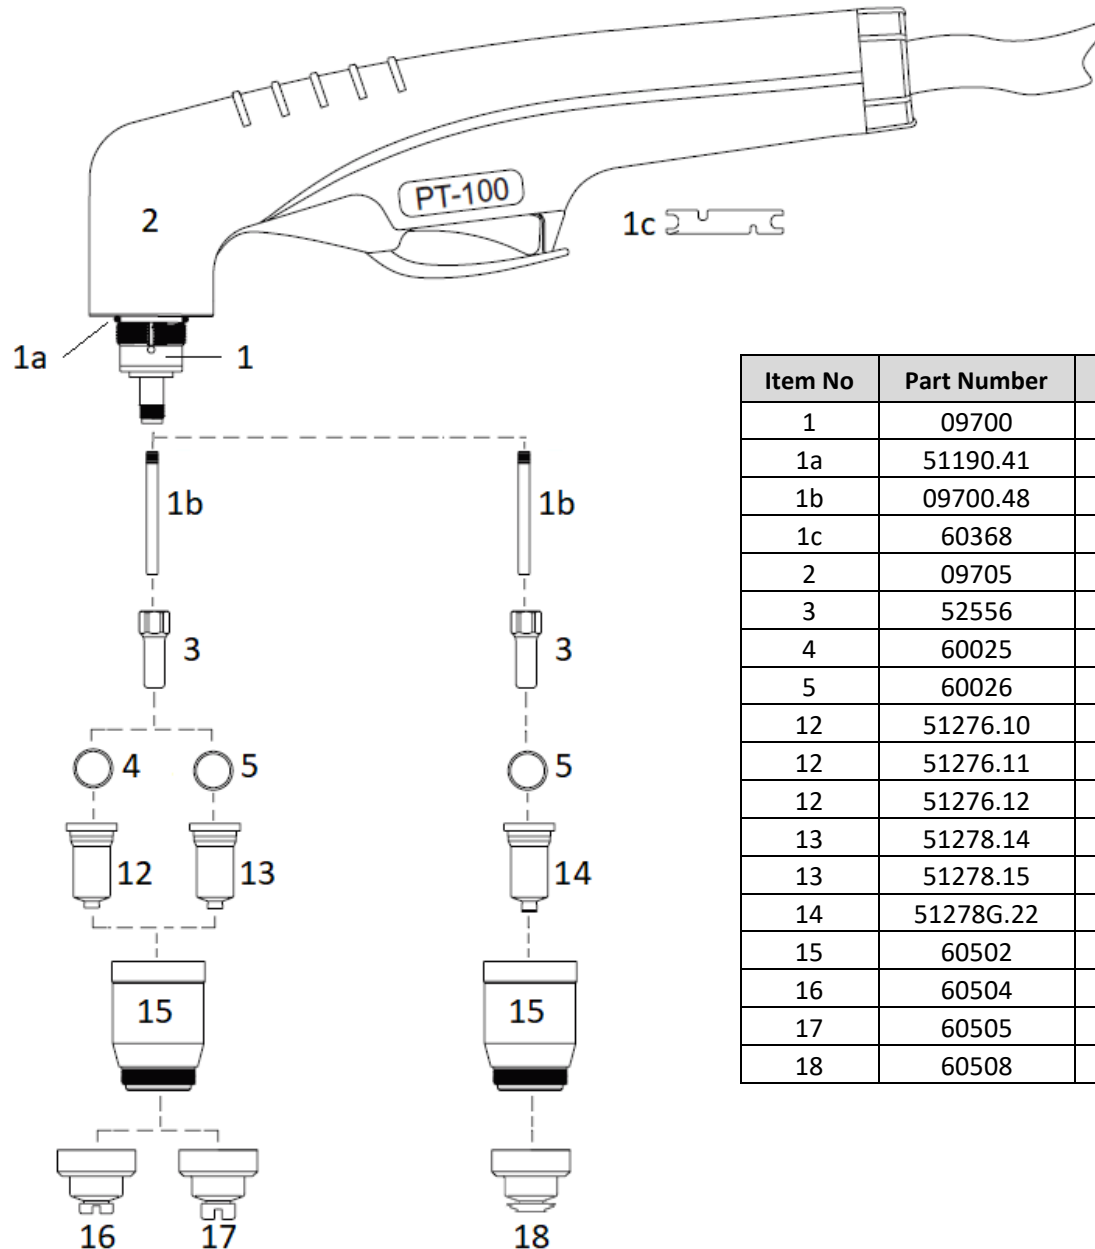 PT-100
2
1c
1a
1
1b 1b
3 3
4 5 5
12 13 14
15 15
16 17 18
Item No Part Number
1 09700
1a 51190.41
1b 09700.48
1c 60368
2 09705
3 52556
4 60025
5 60026
12 51276.10
12 51276.11
12 51276.12
13 51278.14
13 51278.15
14 51278G.22
15 60502
16 60504
17 60505
18 60508